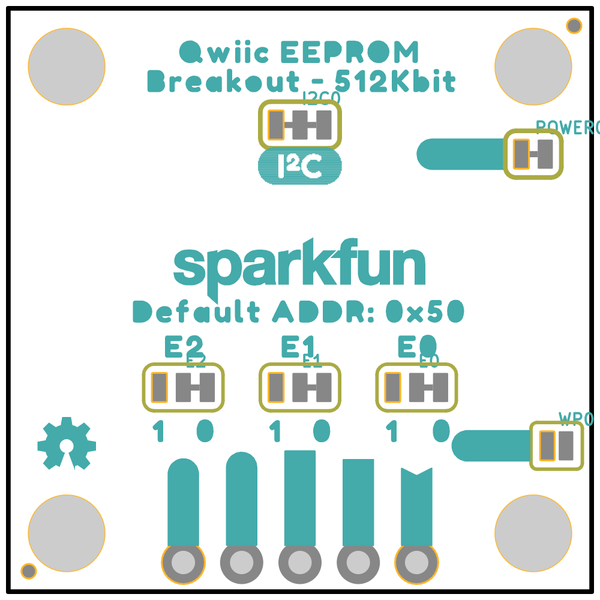 Qwiic EEPROM
Breakout - 512Kbit
I2C0
I²C
POWER0
sparkfun
Default ADDR: 0x50
E2 E1 E0
E2 E1 E0
WP0
1 0 1 0 1 0